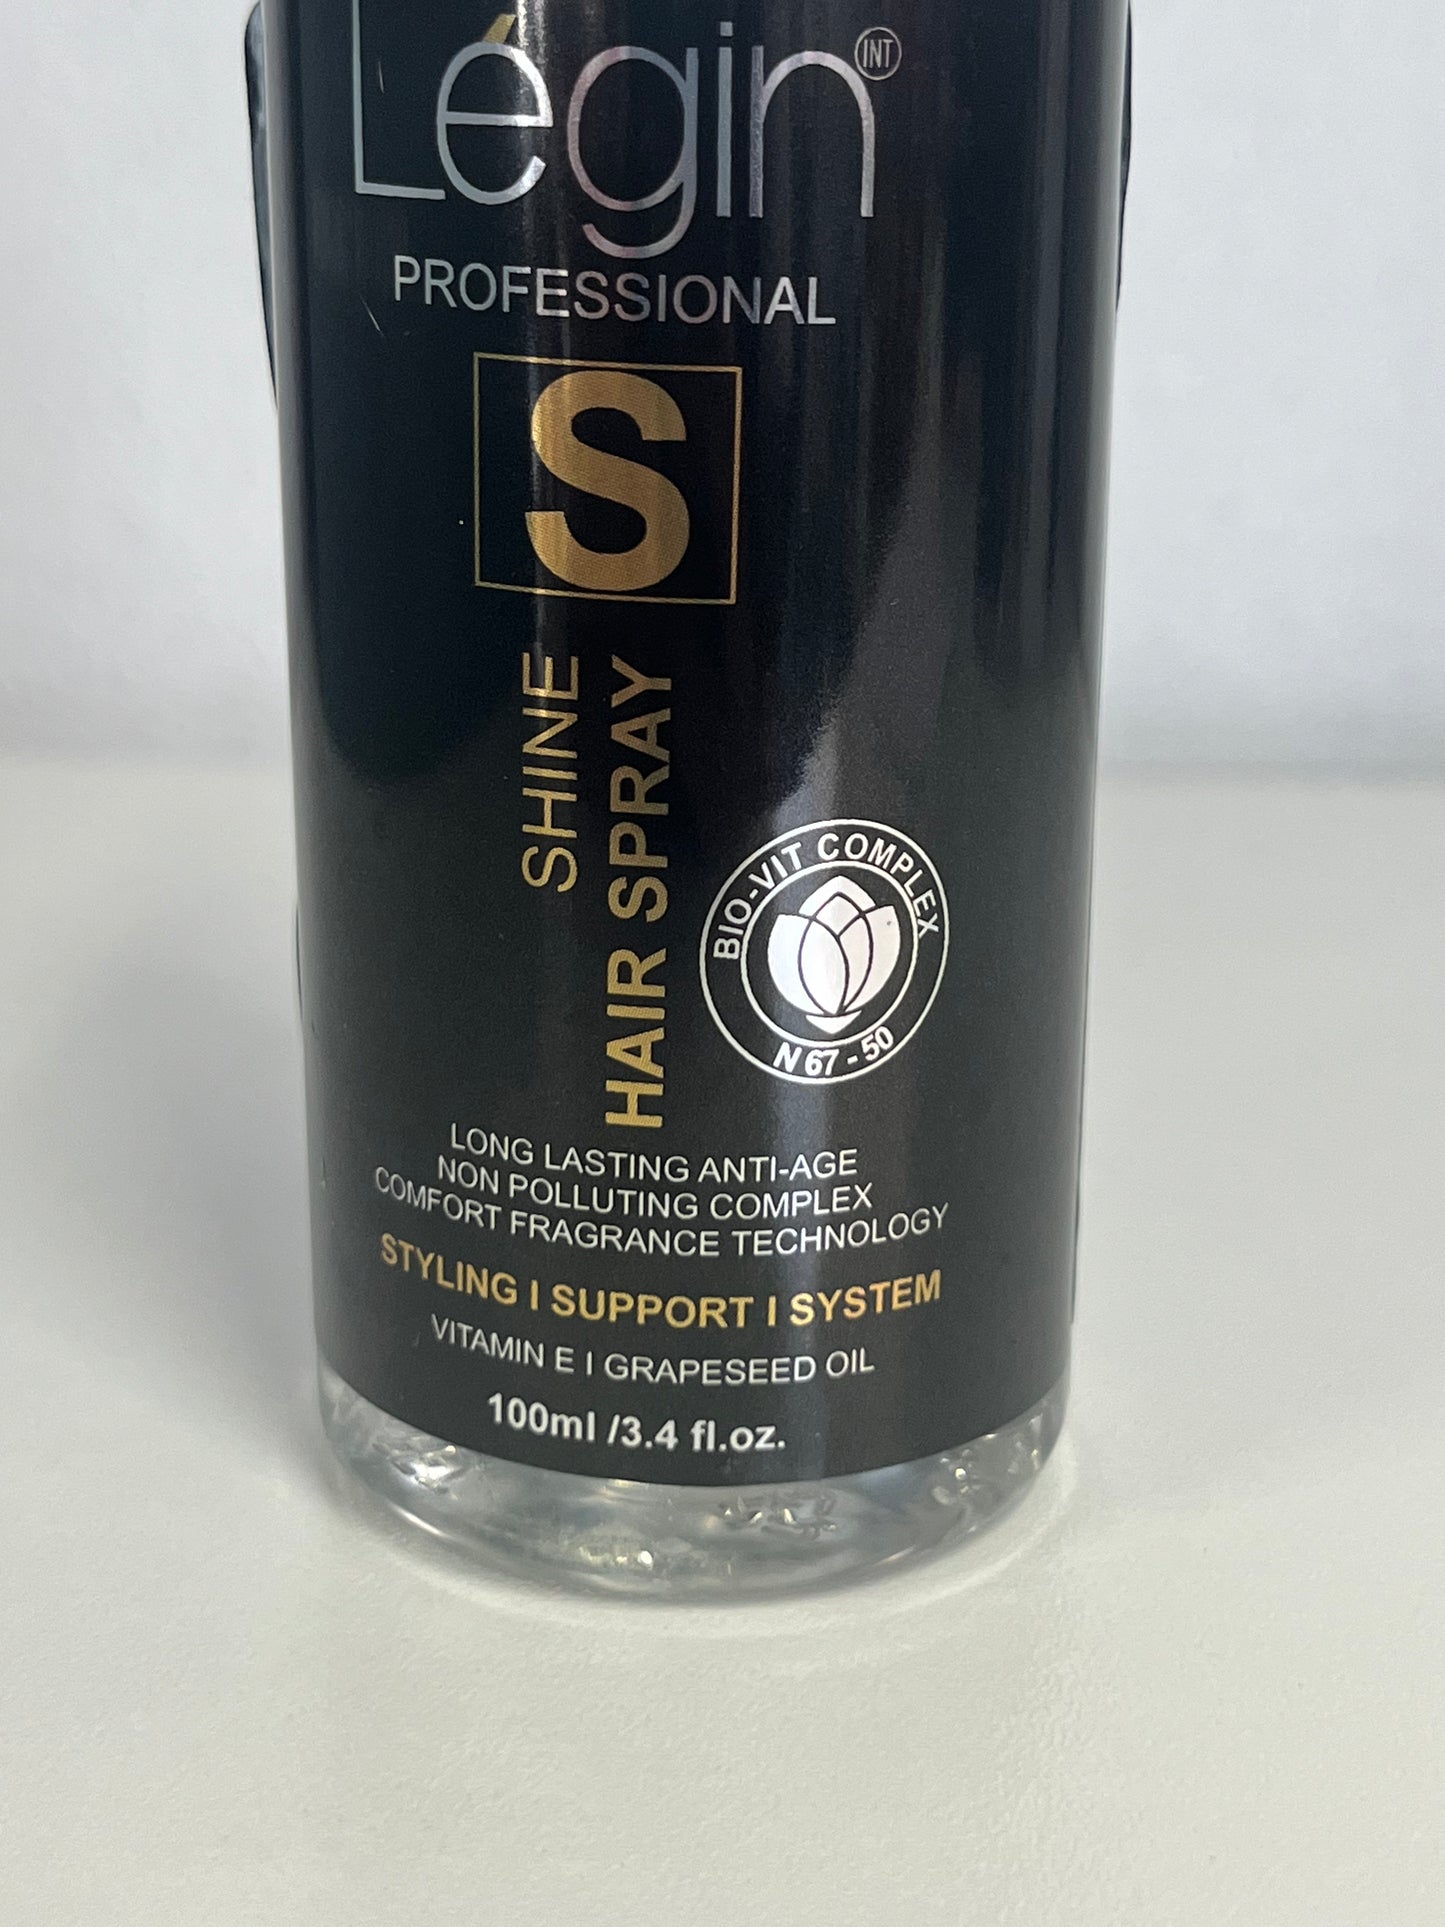 Légin INT
PROFESSIONAL
S
SHINE
HAIR SPRAY
BIO-VIT COMPLEX
N 67 - 50
LONG LASTING ANTI-AGE
NON POLLUTING COMPLEX
COMFORT FRAGRANCE TECHNOLOGY
STYLING I SUPPORT I SYSTEM
VITAMIN E I GRAPESEED OIL
100ml /3.4 fl.oz.